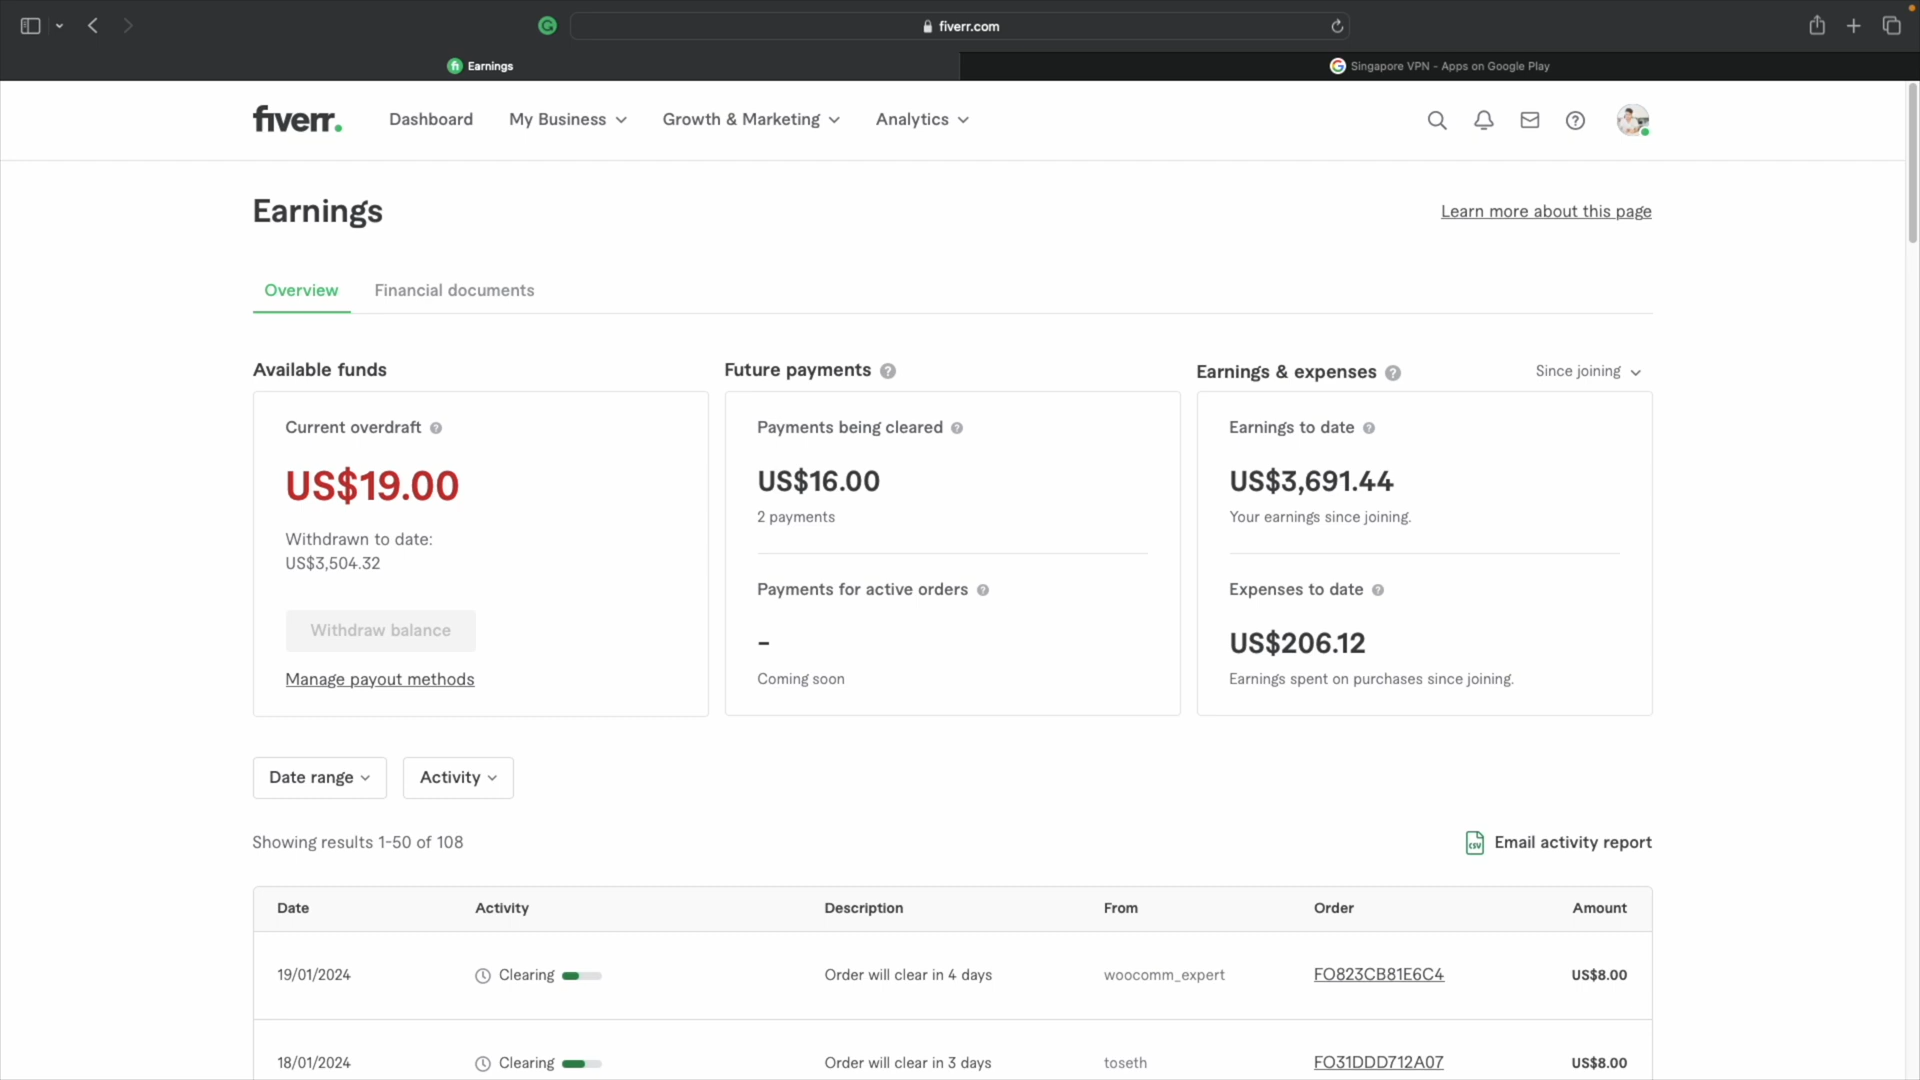 fiverr.com
Earnings
Singapore VPN - Apps on Google Play
fiverr.
Dashboard
My Business
Growth & Marketing
Analytics
Earnings
Learn more about this page
Overview
Financial documents
Available funds
Future payments
Earnings & expenses
Since joining
Current overdraft
US$19.00
Withdrawn to date:
US$3,504.32
Withdraw balance
Manage payout methods
Payments being cleared
US$16.00
2 payments
Payments for active orders
-
Coming soon
Earnings to date
US$3,691.44
Your earnings since joining.
Expenses to date
US$206.12
Earnings spent on purchases since joining.
Date range
Activity
Showing results 1-50 of 108
CSV
Email activity report
Date Activity Description From Order Amount
19/01/2024 Clearing Order will clear in 4 days woocomm_expert FO823CB81E6C4 US$8.00
18/01/2024 Clearing Order will clear in 3 days toseth FO31DDD712A07 US$8.00